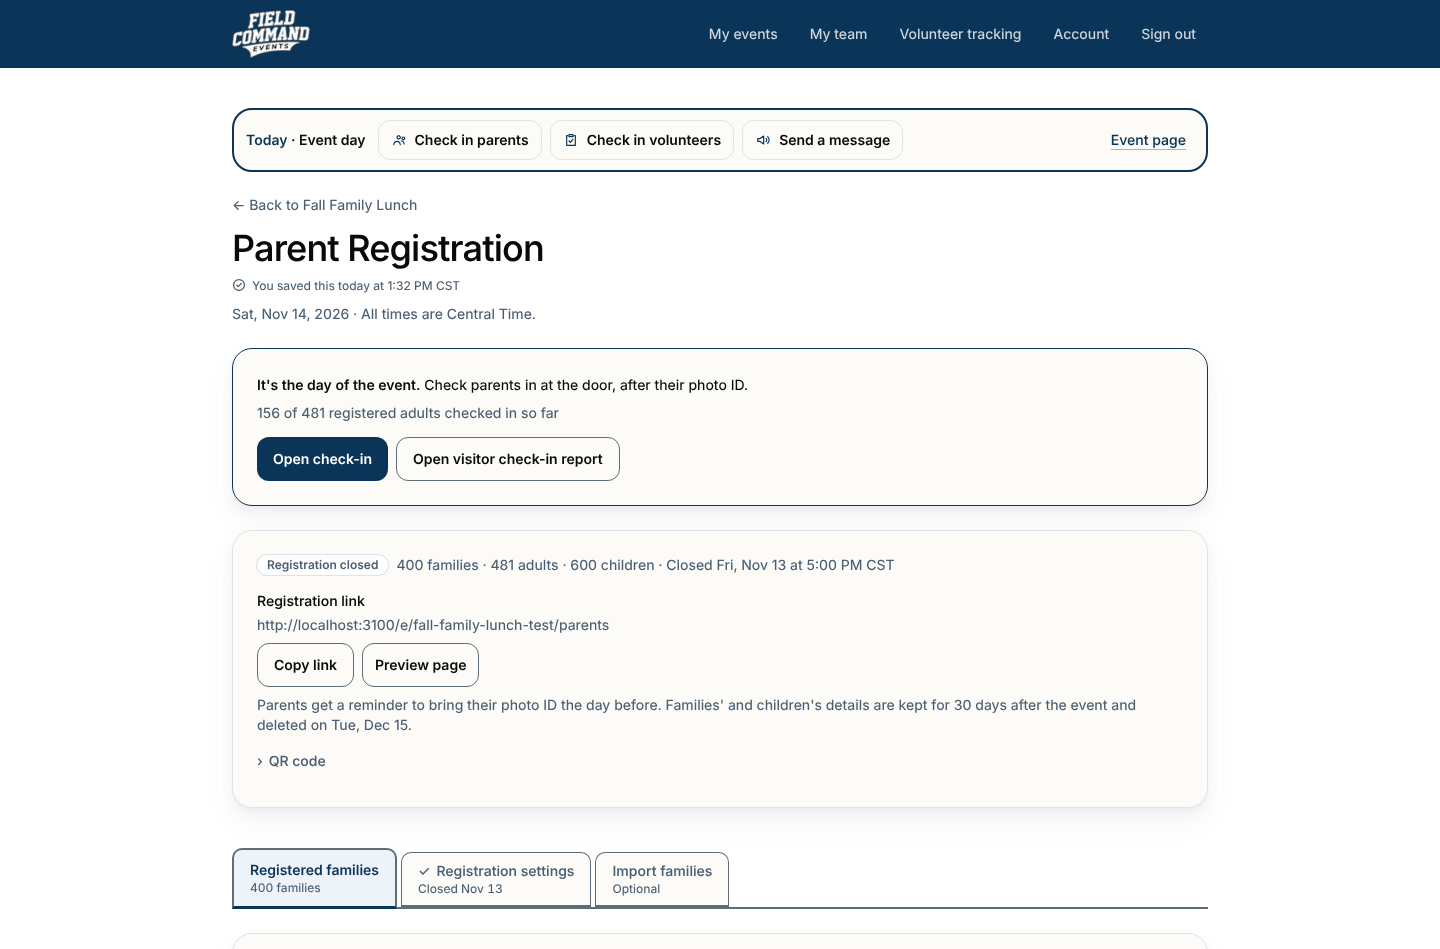 FIELD
COMMAND
EVENTS
My events
My team
Volunteer tracking
Account
Sign out
Today · Event day
Check in parents
Check in volunteers
Send a message
Event page
← Back to Fall Family Lunch
Parent Registration
You saved this today at 1:32 PM CST
Sat, Nov 14, 2026 · All times are Central Time.
It's the day of the event. Check parents in at the door, after their photo ID.
156 of 481 registered adults checked in so far
Open check-in
Open visitor check-in report
Registration closed
400 families · 481 adults · 600 children · Closed Fri, Nov 13 at 5:00 PM CST
Registration link
http://localhost:3100/e/fall-family-lunch-test/parents
Copy link
Preview page
Parents get a reminder to bring their photo ID the day before. Families' and children's details are kept for 30 days after the event and
deleted on Tue, Dec 15.
› QR code
Registered families
400 families
✓ Registration settings
Closed Nov 13
Import families
Optional